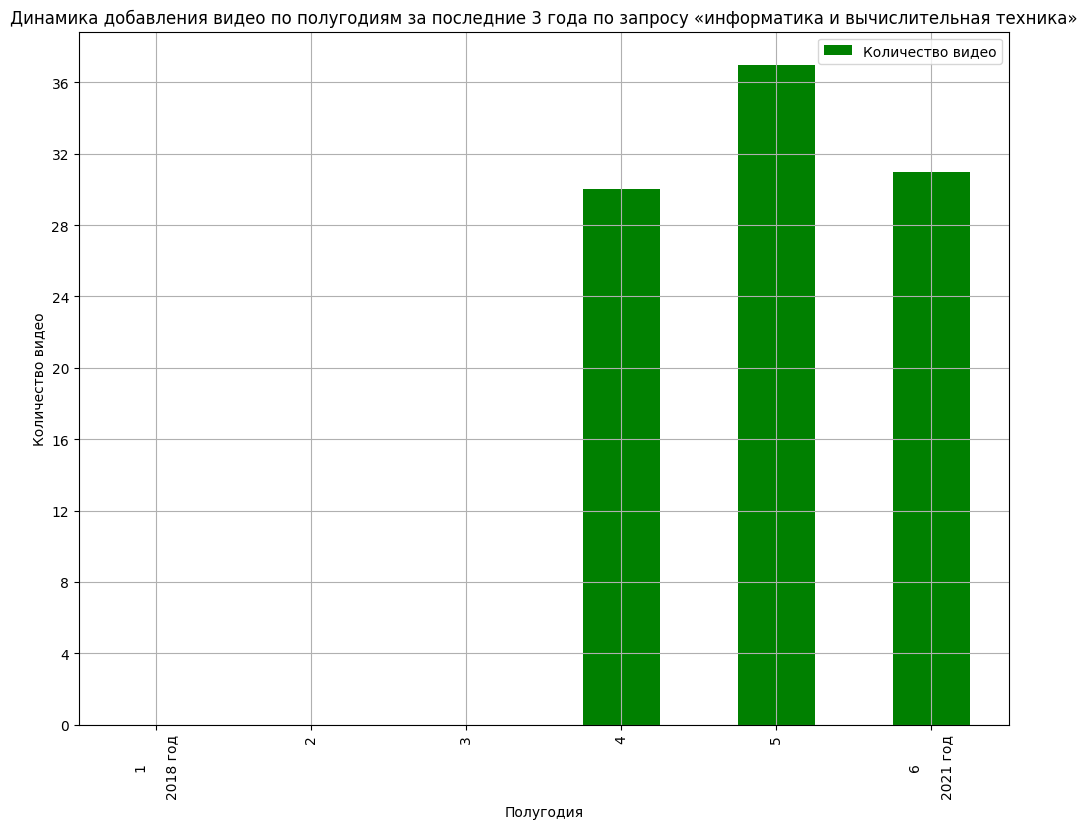 Динамика добавления видео по полугодиям за последние 3 года по запросу «информатика и вычислительная техника»
Количество видео
36
32
28
24
20
16
12
8
4
0
Количество видео
1
2018 год
2
3
4
5
6
2021 год
Полугодия